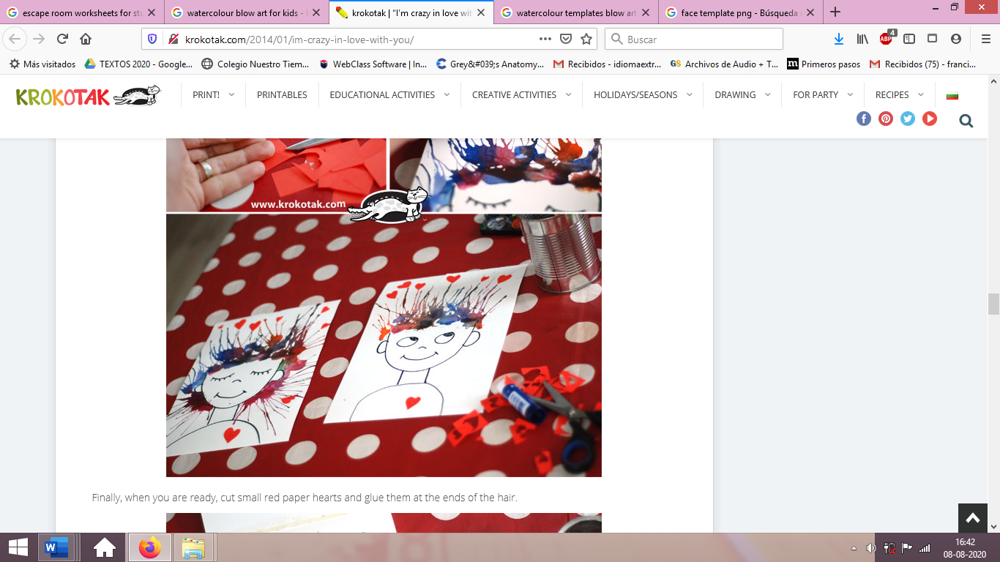 escape room worksheets for stu
watercolour blow art for kids -
krokotak | "I'm crazy in love wit
watercolour templates blow art
face template png - Búsqueda
krokotak.com/2014/01/im-crazy-in-love-with-you/
Buscar
ABP
4
Más visitados
TEXTOS 2020 - Google...
Colegio Nuestro Tiem...
WebClass Software | In...
Grey&#039;s Anatomy...
Recibidos - idiomaextr...
GS
Archivos de Audio + T...
m
Primeros pasos
Recibidos (75) - franci...
KROKOTAK
PRINT!
PRINTABLES
EDUCATIONAL ACTIVITIES
CREATIVE ACTIVITIES
HOLIDAYS/SEASONS
DRAWING
FOR PARTY
RECIPES
www.krokotak.com
Finally, when you are ready, cut small red paper hearts and glue them at the ends of the hair.
16:42
08-08-2020